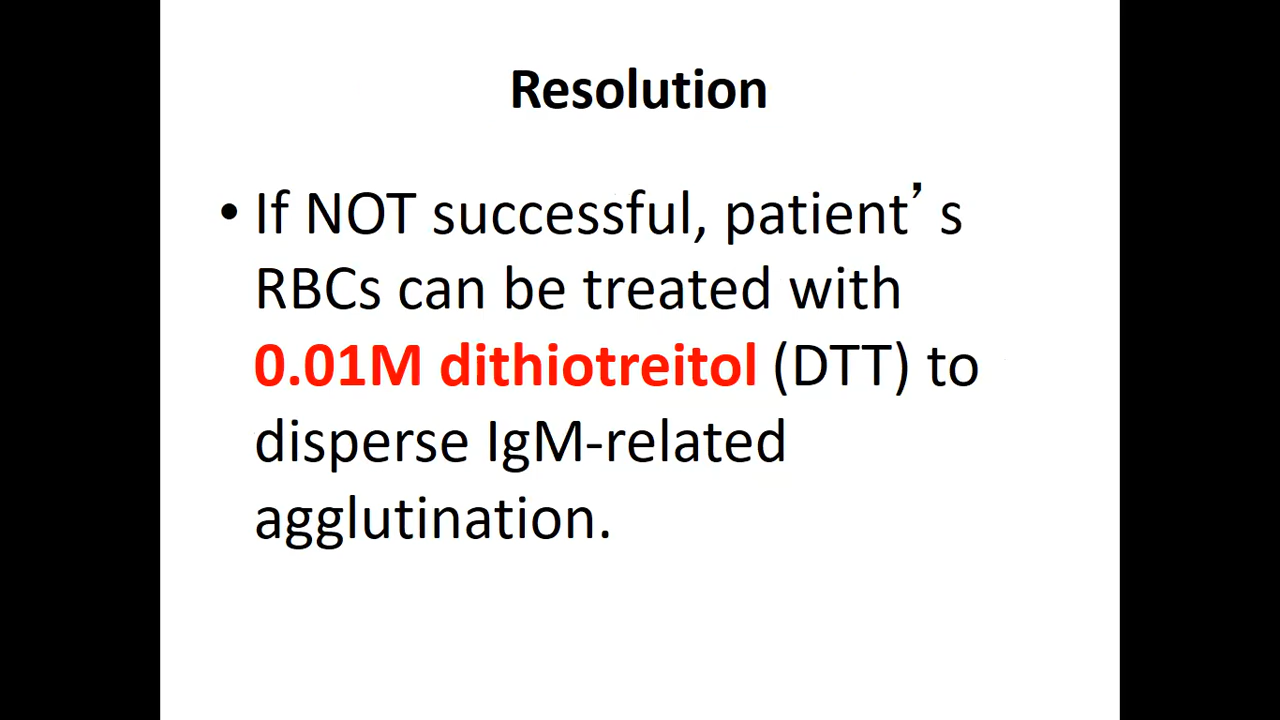 Resolution
• If NOT successful, patient’s
RBCs can be treated with
0.01M dithiotreitol (DTT) to
disperse IgM-related
agglutination.